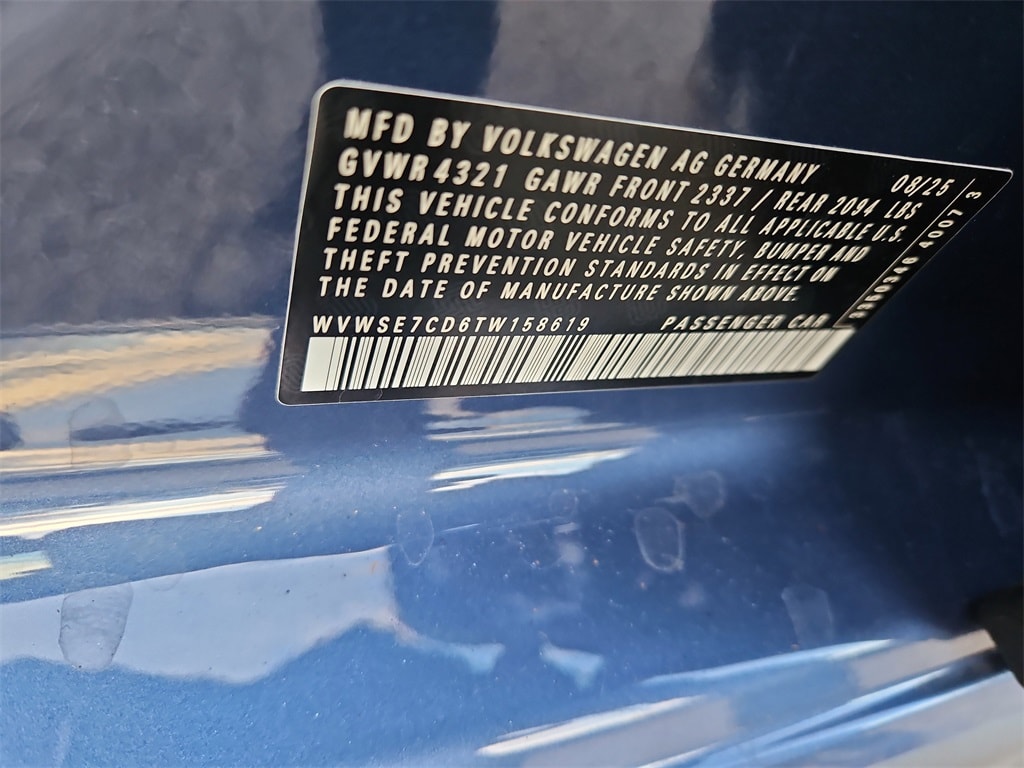 MFD BY VOLKSWAGEN AG GERMANY 08/25
GVWR 4321 GAWR FRONT 2337 / REAR 2094 LBS
THIS VEHICLE CONFORMS TO ALL APPLICABLE U.S.
FEDERAL MOTOR VEHICLE SAFETY, BUMPER AND
THEFT PREVENTION STANDARDS IN EFFECT ON
THE DATE OF MANUFACTURE SHOWN ABOVE.
WVWSE7CD6TW158619 PASSENGER CAR
4007 3